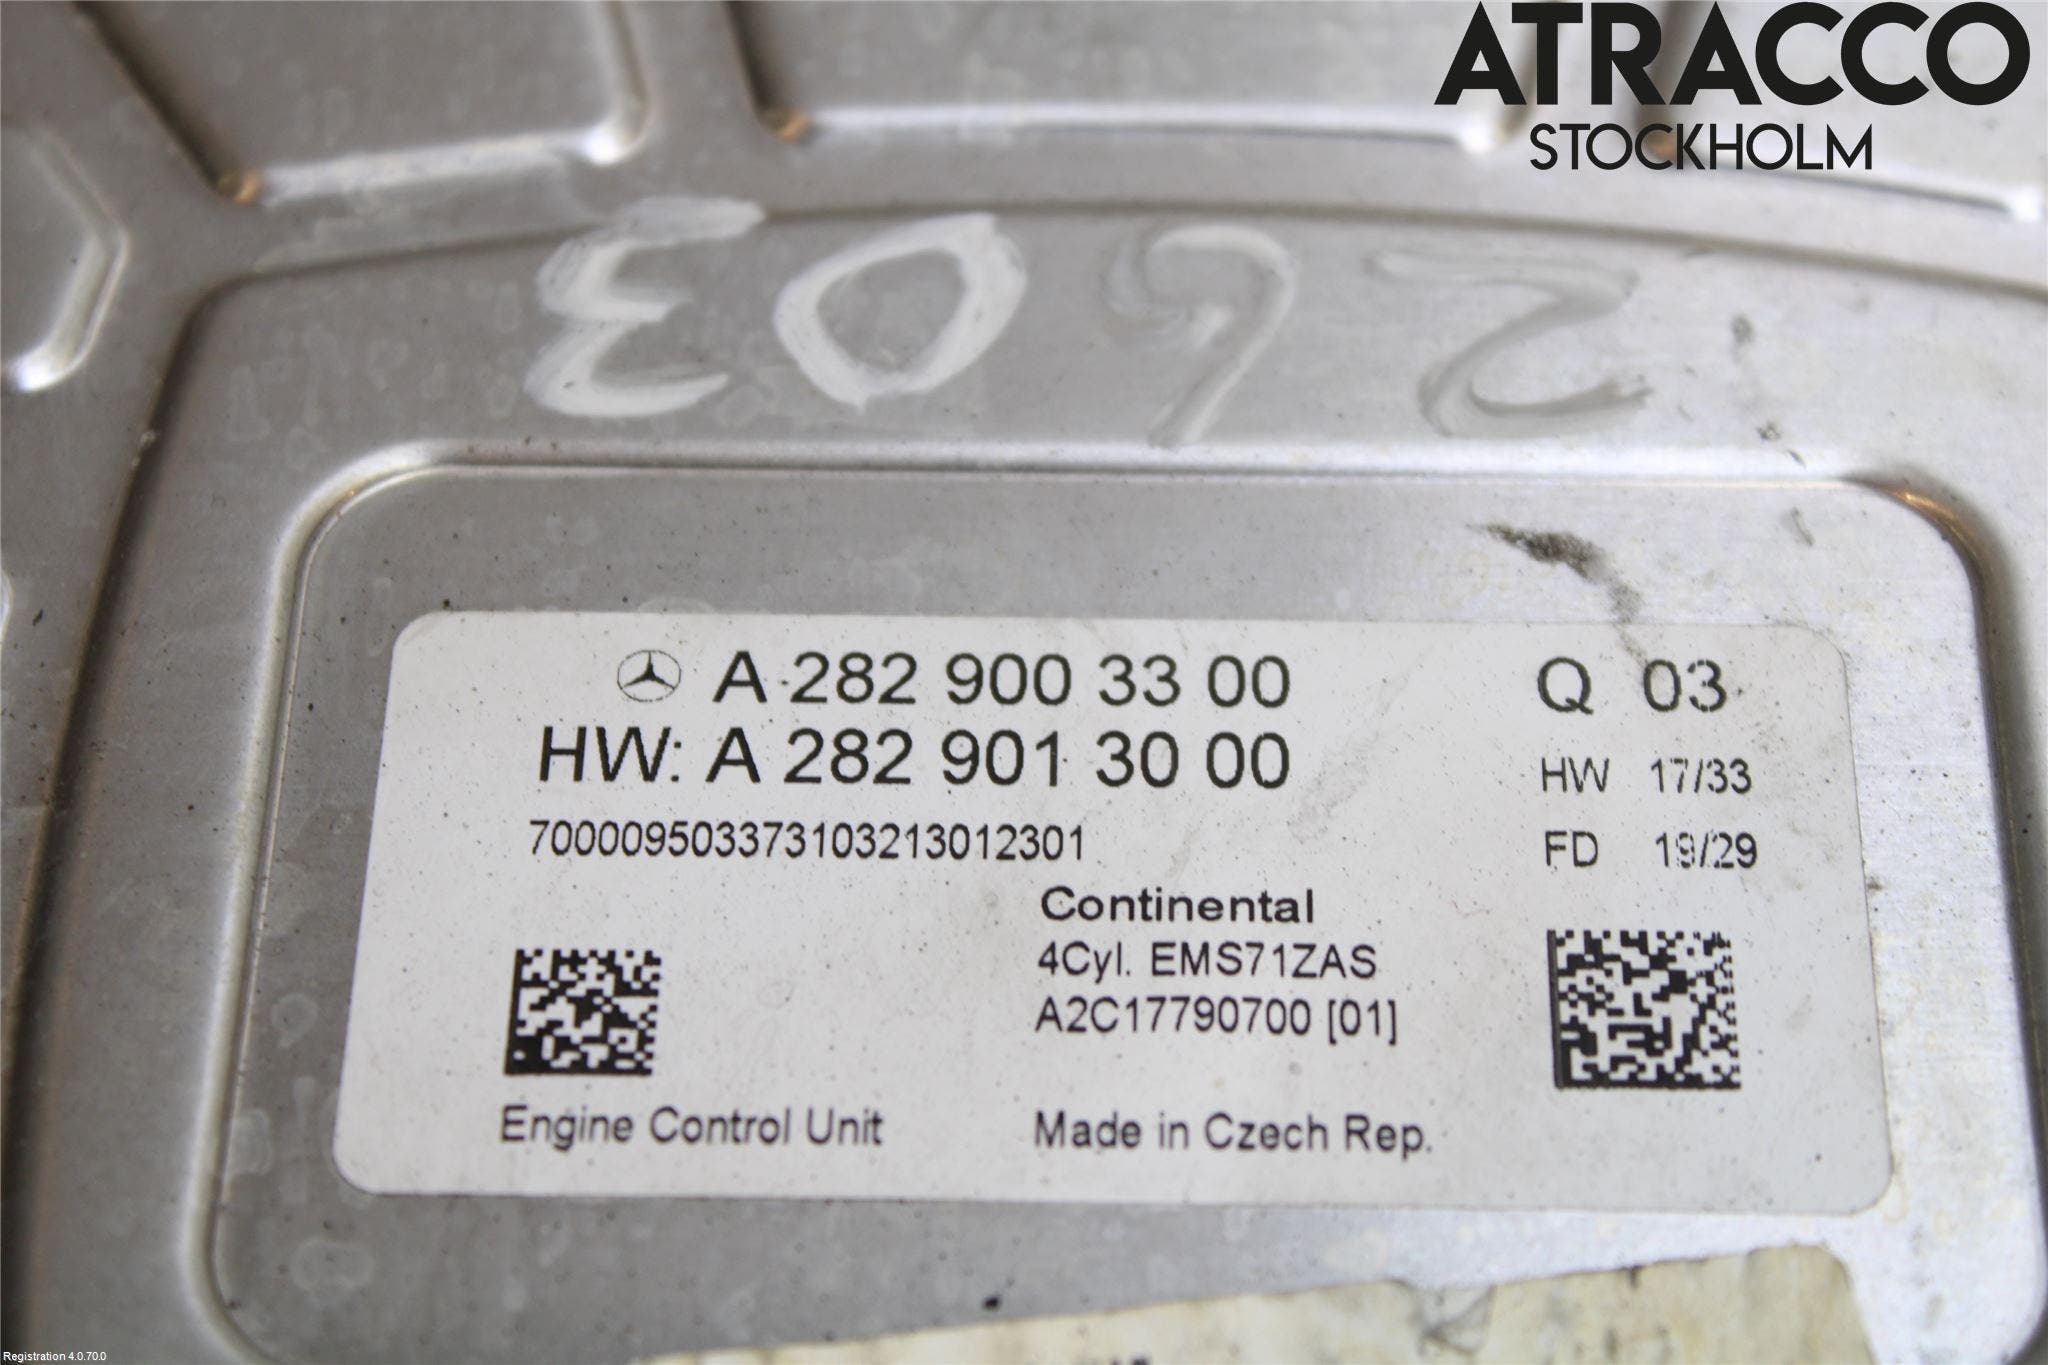 ATRACCO
STOCKHOLM
2603
A 282 900 33 00
HW: A 282 901 30 00
Q 03
HW 17/33
FD 19/29
700009503373103213012301
Continental
4Cyl. EMS71ZAS
A2C17790700 [01]
Engine Control Unit
Made in Czech Rep.
Registration 4.0.70.0